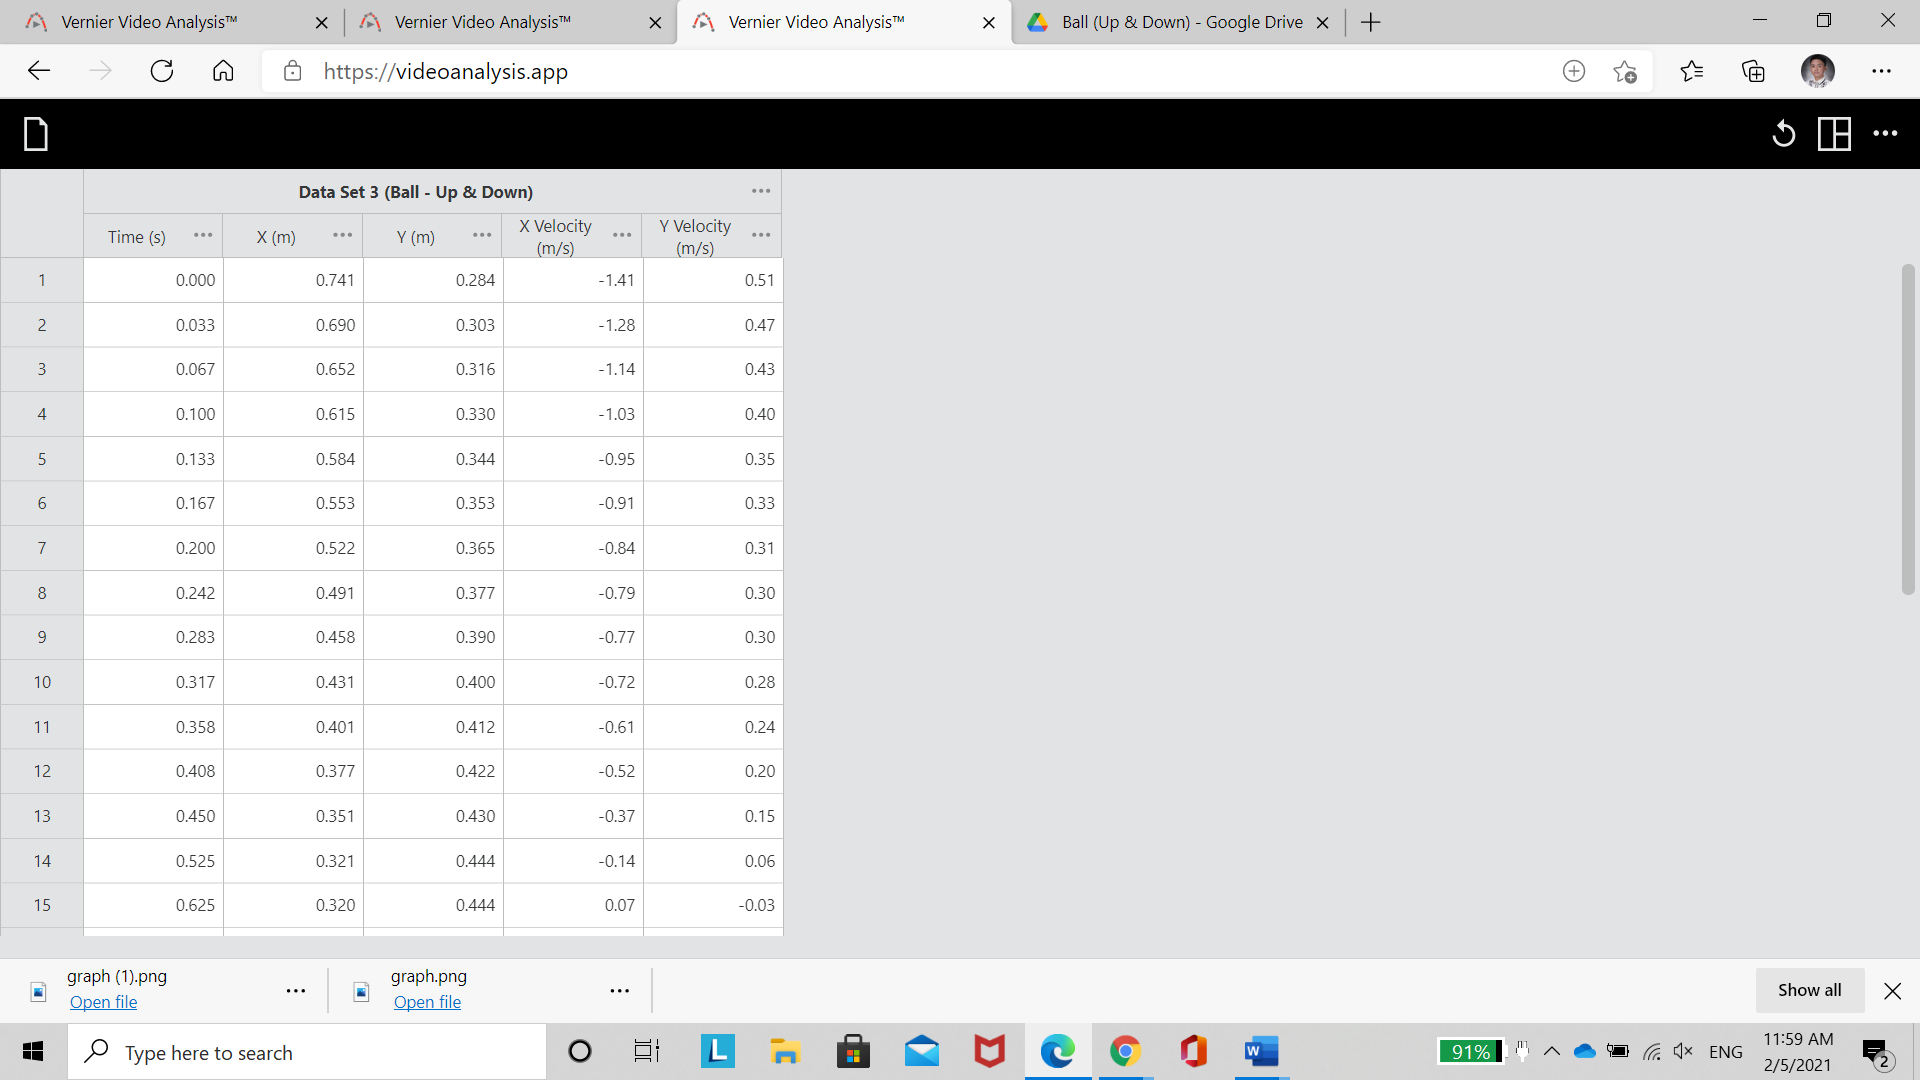 Vernier Video Analysis™ Vernier Video Analysis™ Vernier Video Analysis™ Ball (Up & Down) - Google Drive
https://videoanalysis.app
Data Set 3 (Ball - Up & Down)
Time (s) X (m) Y (m) X Velocity (m/s) Y Velocity (m/s)
1 0.000 0.741 0.284 -1.41 0.51
2 0.033 0.690 0.303 -1.28 0.47
3 0.067 0.652 0.316 -1.14 0.43
4 0.100 0.615 0.330 -1.03 0.40
5 0.133 0.584 0.344 -0.95 0.35
6 0.167 0.553 0.353 -0.91 0.33
7 0.200 0.522 0.365 -0.84 0.31
8 0.242 0.491 0.377 -0.79 0.30
9 0.283 0.458 0.390 -0.77 0.30
10 0.317 0.431 0.400 -0.72 0.28
11 0.358 0.401 0.412 -0.61 0.24
12 0.408 0.377 0.422 -0.52 0.20
13 0.450 0.351 0.430 -0.37 0.15
14 0.525 0.321 0.444 -0.14 0.06
15 0.625 0.320 0.444 0.07 -0.03
graph (1).png graph.png
Open file Open file
Show all
Type here to search
L
W
91%
ENG
11:59 AM
2/5/2021
2